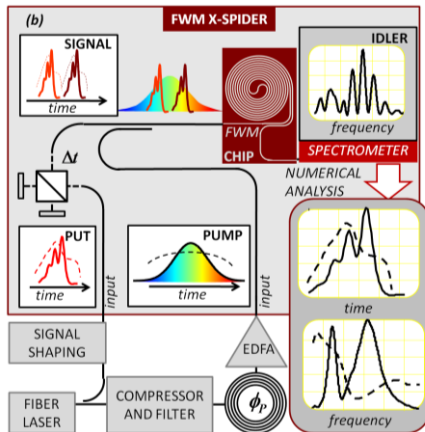 (b)
FWM X-SPIDER
SIGNAL
time
FWM
CHIP
IDLER
frequency
SPECTROMETER
Δt
NUMERICAL
ANALYSIS
PUT
time
input
PUMP
time
input
time
SIGNAL
SHAPING
EDFA
FIBER
LASER
COMPRESSOR
AND FILTER
ϕP
frequency